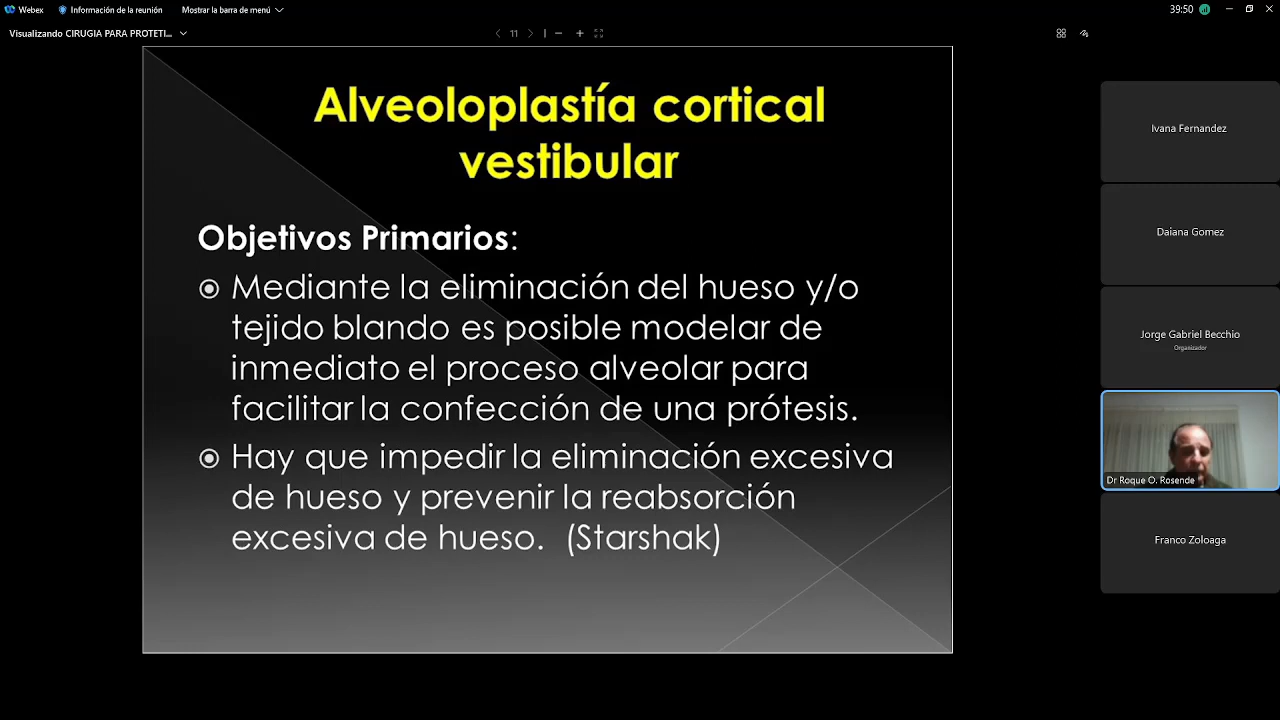 Webex
Información de la reunión
Mostrar la barra de menú
39:50
Visualizando CIRUGIA PARA PROTETI...
11
Alveoloplastía cortical
vestibular
Objetivos Primarios:
Mediante la eliminación del hueso y/o
tejido blando es posible modelar de
inmediato el proceso alveolar para
facilitar la confección de una prótesis.
Hay que impedir la eliminación excesiva
de hueso y prevenir la reabsorción
excesiva de hueso. (Starshak)
Ivana Fernandez
Daiana Gomez
Jorge Gabriel Becchio
Organizador
Dr Roque O. Rosende
Franco Zoloaga